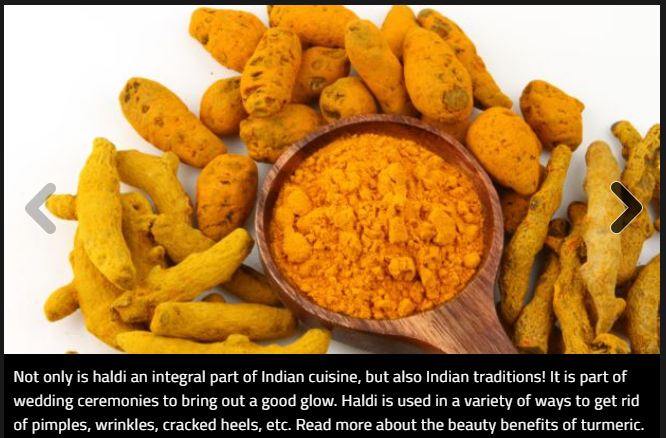 Not only is haldi an integral part of Indian cuisine, but also Indian traditions! It is part of
wedding ceremonies to bring out a good glow. Haldi is used in a variety of ways to get rid
of pimples, wrinkles, cracked heels, etc. Read more about the beauty benefits of turmeric.